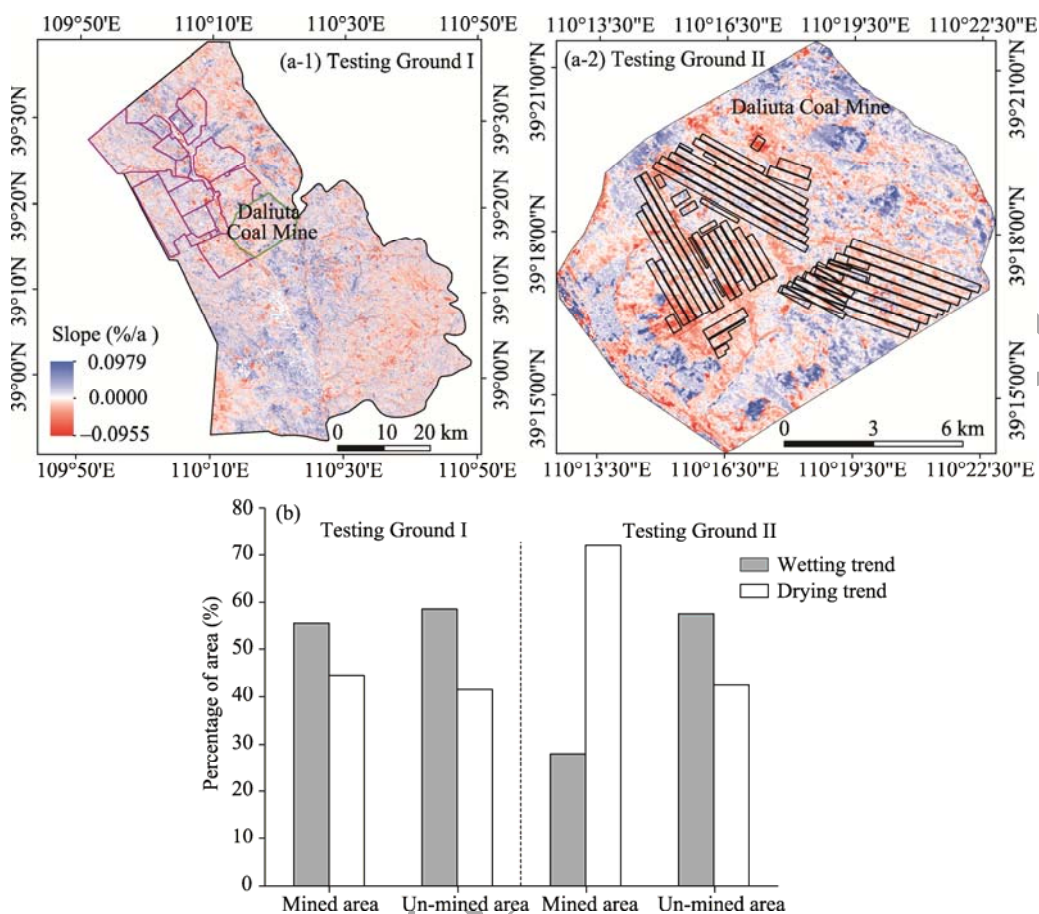 109°50'E 110°10'E 110°30'E 110°50'E
(a-1) Testing Ground I
39°30'N
39°20'N
39°10'N
39°00'N
39°30'N
39°20'N
39°10'N
39°00'N
Daliuta
Coal Mine
Slope (%/a )
0.0979
0.0000
−0.0955
0 10 20 km
109°50'E 110°10'E 110°30'E 110°50'E
110°13'30"E 110°16'30"E 110°19'30"E 110°22'30"E
(a-2) Testing Ground II
Daliuta Coal Mine
39°21'00"N
39°18'00"N
39°15'00"N
39°21'00"N
39°18'00"N
39°15'00"N
0 3 6 km
110°13'30"E 110°16'30"E 110°19'30"E 110°22'30"E
(b)
Testing Ground I
Testing Ground II
Wetting trend
Drying trend
Percentage of area (%)
80
70
60
50
40
30
20
10
0
Mined area Un-mined area Mined area Un-mined area